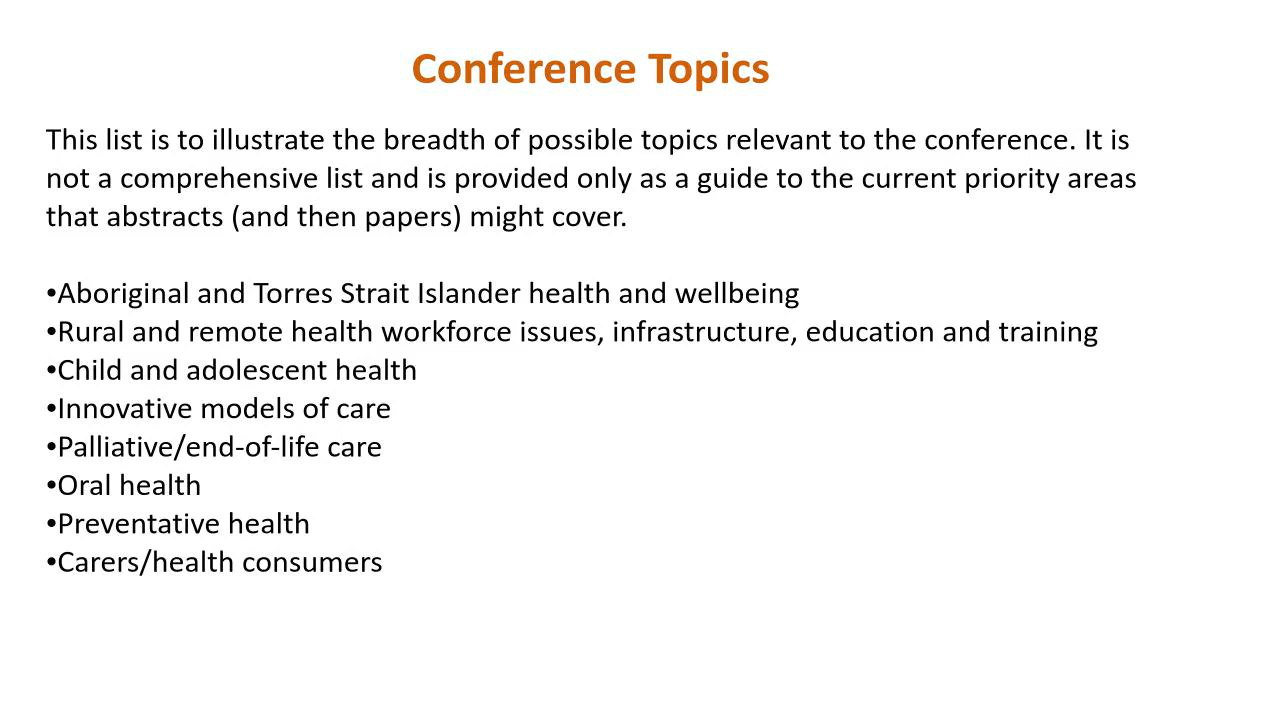 Conference Topics
This list is to illustrate the breadth of possible topics relevant to the conference. It is
not a comprehensive list and is provided only as a guide to the current priority areas
that abstracts (and then papers) might cover.
•Aboriginal and Torres Strait Islander health and wellbeing
•Rural and remote health workforce issues, infrastructure, education and training
•Child and adolescent health
•Innovative models of care
•Palliative/end-of-life care
•Oral health
•Preventative health
•Carers/health consumers